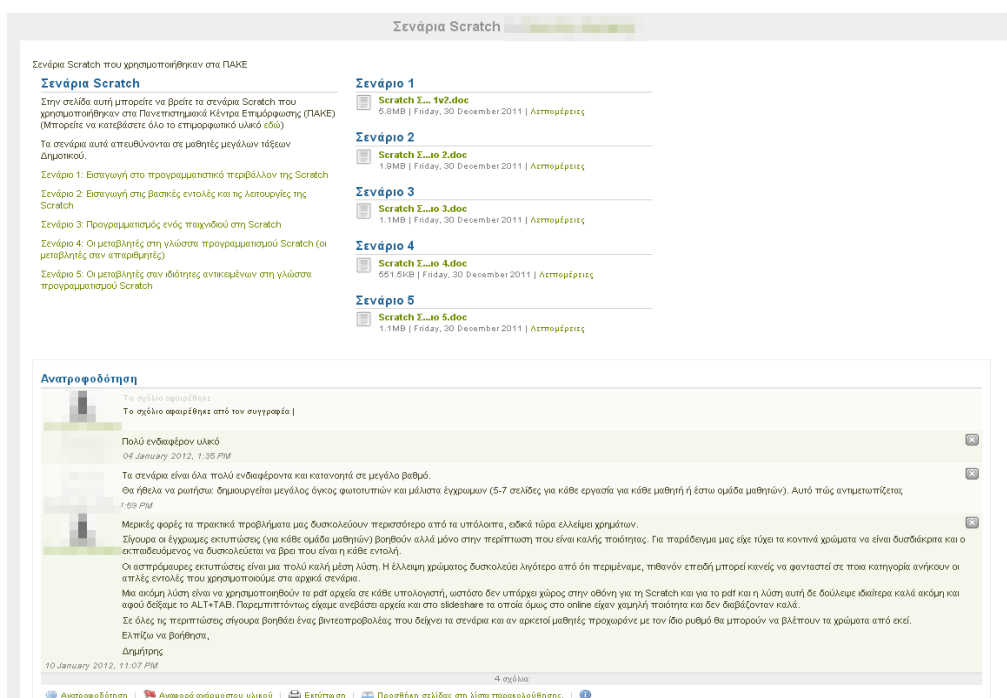 Σενάρια Scratch
Σενάρια Scratch που χρησιμοποιήθηκαν στα ΠΑΚΕ
Σενάρια Scratch
Στην σελίδα αυτή μπορείτε να βρείτε τα σενάρια Scratch που
χρησιμοποιήθηκαν στα Πανεπιστημιακά Κέντρα Επιμόρφωσης (ΠΑΚΕ)
(Μπορείτε να κατεβάσετε όλο το επιμορφωτικό υλικό εδώ)
Τα σενάρια αυτά απευθύνονται σε μαθητές μεγάλων τάξεων
Δημοτικού.
Σενάριο 1: Εισαγωγή στο προγραμματιστικό περιβάλλον της Scratch
Σενάριο 2: Εισαγωγή στις βασικές εντολές και τις λειτουργίες της
Scratch
Σενάριο 3: Προγραμματισμός ενός παιχνιδιού στη Scratch
Σενάριο 4: Οι μεταβλητές στη γλώσσα προγραμματισμού Scratch (οι
μεταβλητές σαν απαριθμητές)
Σενάριο 5: Οι μεταβλητές σαν ιδιότητες αντικειμένων στη γλώσσα
προγραμματισμού Scratch
Σενάριο 1
Scratch Σ... 1v2.doc
5.8MB | Friday, 30 December 2011 | Λεπτομέρειες
Σενάριο 2
Scratch Σ...ιο 2.doc
1.9MB | Friday, 30 December 2011 | Λεπτομέρειες
Σενάριο 3
Scratch Σ...ιο 3.doc
1.1MB | Friday, 30 December 2011 | Λεπτομέρειες
Σενάριο 4
Scratch Σ...ιο 4.doc
551.5KB | Friday, 30 December 2011 | Λεπτομέρειες
Σενάριο 5
Scratch Σ...ιο 5.doc
1.1MB | Friday, 30 December 2011 | Λεπτομέρειες
Ανατροφοδότηση
Το σχόλιο αφαιρέθηκε
Το σχόλιο αφαιρέθηκε από τον συγγραφέα |
Πολύ ενδιαφέρον υλικό
04 January 2012, 1:35 PM
Τα σενάρια είναι όλα πολύ ενδιαφέροντα και κατανοητά σε μεγάλο βαθμό.
Θα ήθελα να ρωτήσω: δημιουργείται μεγάλος όγκος φωτοτυπιών και μάλιστα έγχρωμων (5-7 σελίδες για κάθε εργασία για κάθε μαθητή ή έστω ομάδα μαθητών). Αυτό πώς αντιμετωπίζεται;
:59 PM
Μερικές φορές τα πρακτικά προβλήματα μας δυσκολεύουν περισσότερο από τα υπόλοιπα, ειδικά τώρα ελλείψει χρημάτων.
Σίγουρα οι έγχρωμες εκτυπώσεις (για κάθε ομάδα μαθητών) βοηθούν αλλά μόνο στην περίπτωση που είναι καλής ποιότητας. Για παράδειγμα μας είχε τύχει τα κοντινά χρώματα να είναι δυσδιάκριτα και ο
εκπαιδευόμενος να δυσκολεύεται να βρει που είναι η κάθε εντολή.
Οι ασπρόμαυρες εκτυπώσεις είναι μια πολύ καλή μέση λύση. Η έλλειψη χρώματος δυσκολεύει λιγότερο από ότι περιμέναμε, πιθανόν επειδή μπορεί κανείς να φανταστεί σε ποια κατηγορία ανήκουν οι
απλές εντολές που χρησιμοποιούμε στα αρχικά σενάρια.
Μια ακόμη λύση είναι να χρησιμοποιηθούν τα pdf αρχεία σε κάθε υπολογιστή, ωστόσο δεν υπάρχει χώρος στην οθόνη για τη Scratch και για το pdf και η λύση αυτή δε δούλεψε ιδιαίτερα καλά ακόμη και
αφού δείξαμε το ALT+TAB. Παρεμπιπτόντως είχαμε ανεβάσει αρχεία και στο slideshare τα οποία όμως στο online είχαν χαμηλή ποιότητα και δεν διαβάζονταν καλά.
Σε όλες τις περιπτώσεις σίγουρα βοηθάει ένας βιντεοπροβολέας που δείχνει τα σενάρια και αν αρκετοί μαθητές προχωράνε με τον ίδιο ρυθμό θα μπορούν να βλέπουν τα χρώματα από εκεί.
Ελπίζω να βοήθησα,
Δημήτρης
10 January 2012, 11:07 PM
4 σχόλια
Ανατροφοδότηση | Αναφορά ανάρμοστου υλικού | Εκτύπωση | Προσθήκη σελίδας στη λίστα παρακολούθησης. |